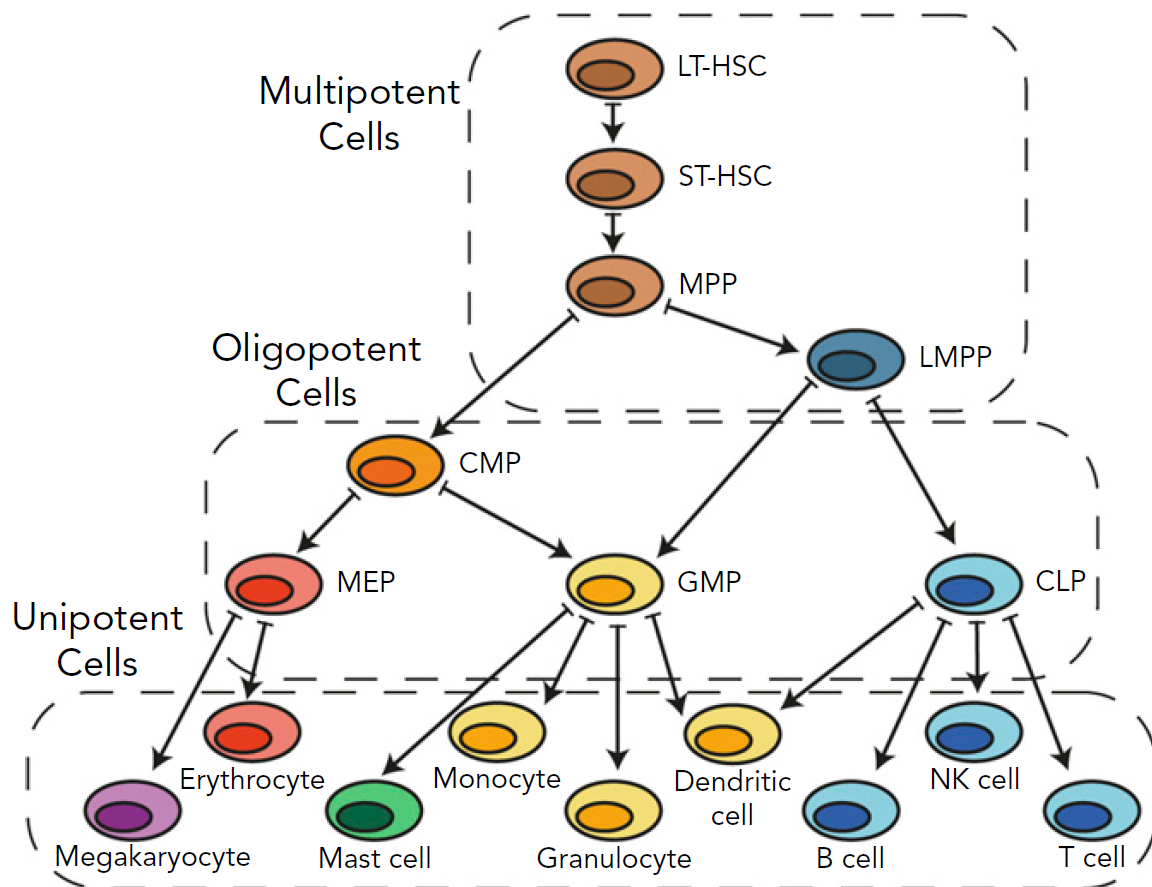 LT-HSC
Multipotent
Cells
ST-HSC
MPP
Oligopotent
Cells
LMPP
CMP
MEP
GMP
CLP
Unipotent
Cells
Erythrocyte
Monocyte
Dendritic
cell
NK cell
Megakaryocyte
Mast cell
Granulocyte
B cell
T cell